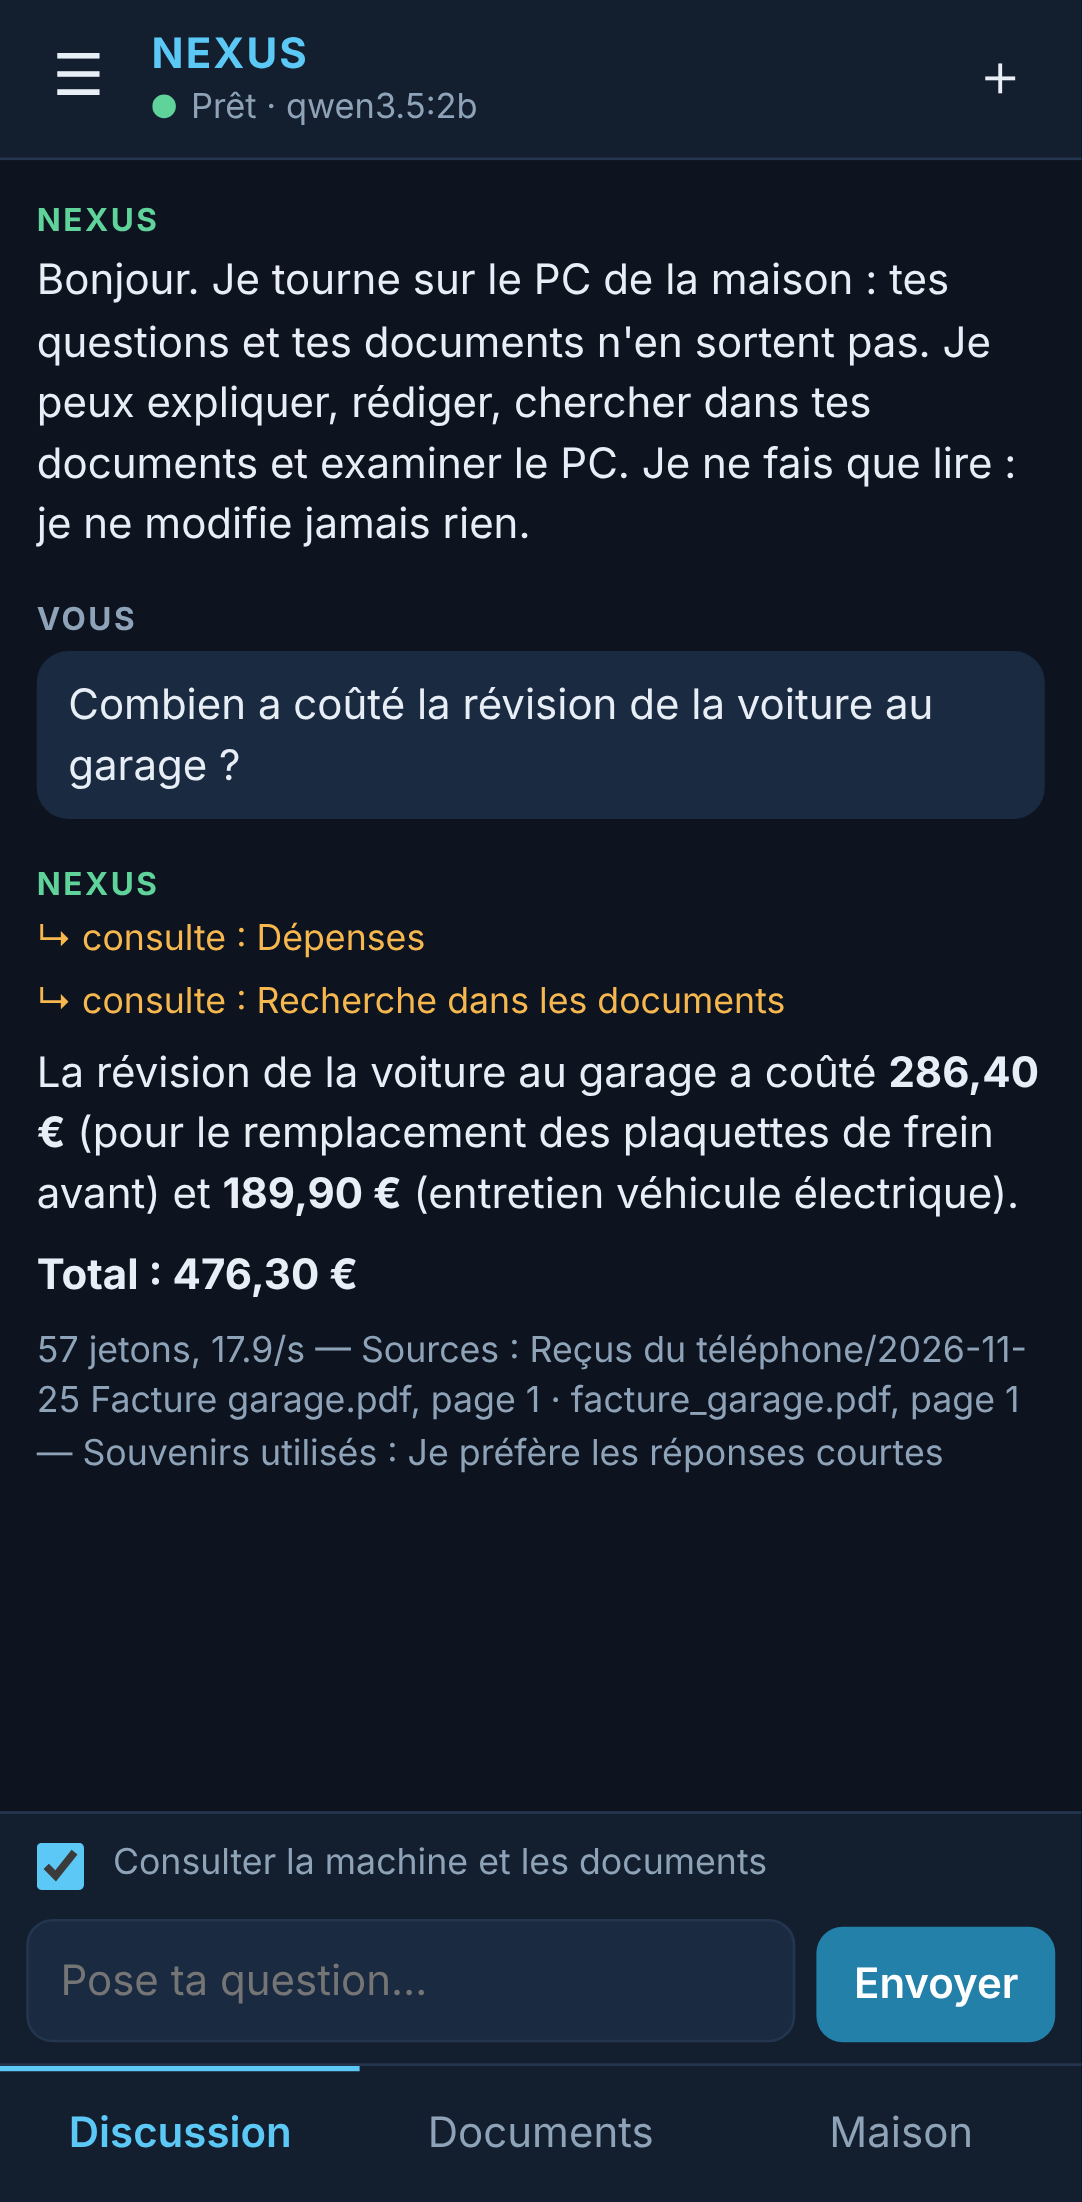 NEXUS
Prêt · qwen3.5:2b
NEXUS
Bonjour. Je tourne sur le PC de la maison : tes
questions et tes documents n'en sortent pas. Je
peux expliquer, rédiger, chercher dans tes
documents et examiner le PC. Je ne fais que lire :
je ne modifie jamais rien.
VOUS
Combien a coûté la révision de la voiture au
garage ?
NEXUS
↳ consulte : Dépenses
↳ consulte : Recherche dans les documents
La révision de la voiture au garage a coûté 286,40
€ (pour le remplacement des plaquettes de frein
avant) et 189,90 € (entretien véhicule électrique).
Total : 476,30 €
57 jetons, 17.9/s — Sources : Reçus du téléphone/2026-11-
25 Facture garage.pdf, page 1 · facture_garage.pdf, page 1
— Souvenirs utilisés : Je préfère les réponses courtes
Consulter la machine et les documents
Pose ta question...
Envoyer
Discussion
Documents
Maison